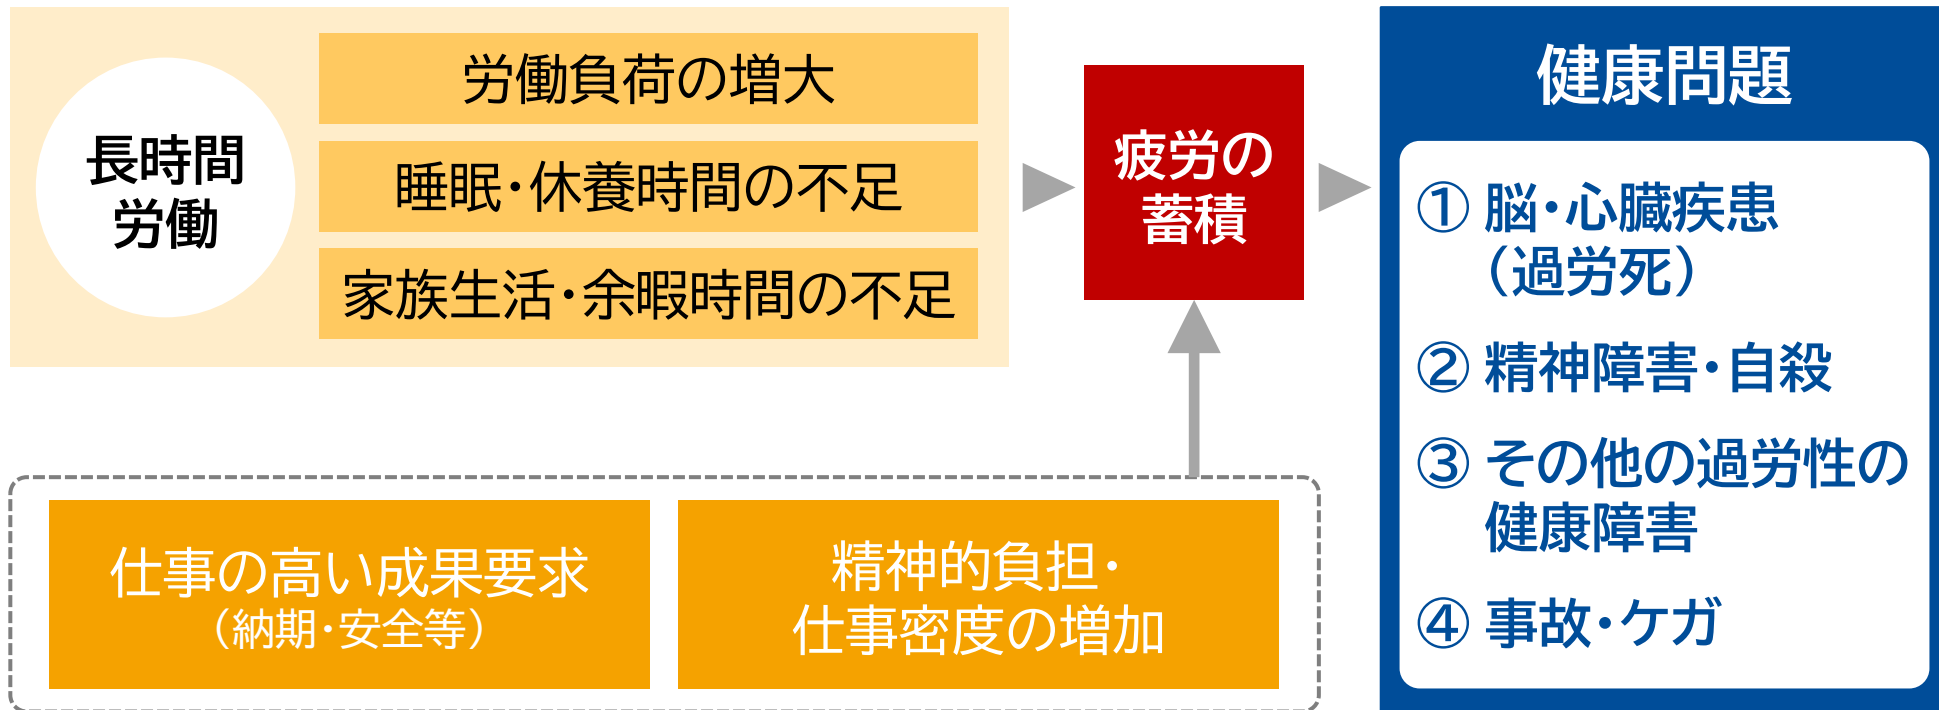 長時間
労働
労働負荷の増大
睡眠・休養時間の不足
家族生活・余暇時間の不足
疲労の
蓄積
仕事の高い成果要求
（納期・安全等）
精神的負担・
仕事密度の増加
健康問題
① 脳・心臓疾患
（過労死）
② 精神障害・自殺
③ その他の過労性の
健康障害
④ 事故・ケガ